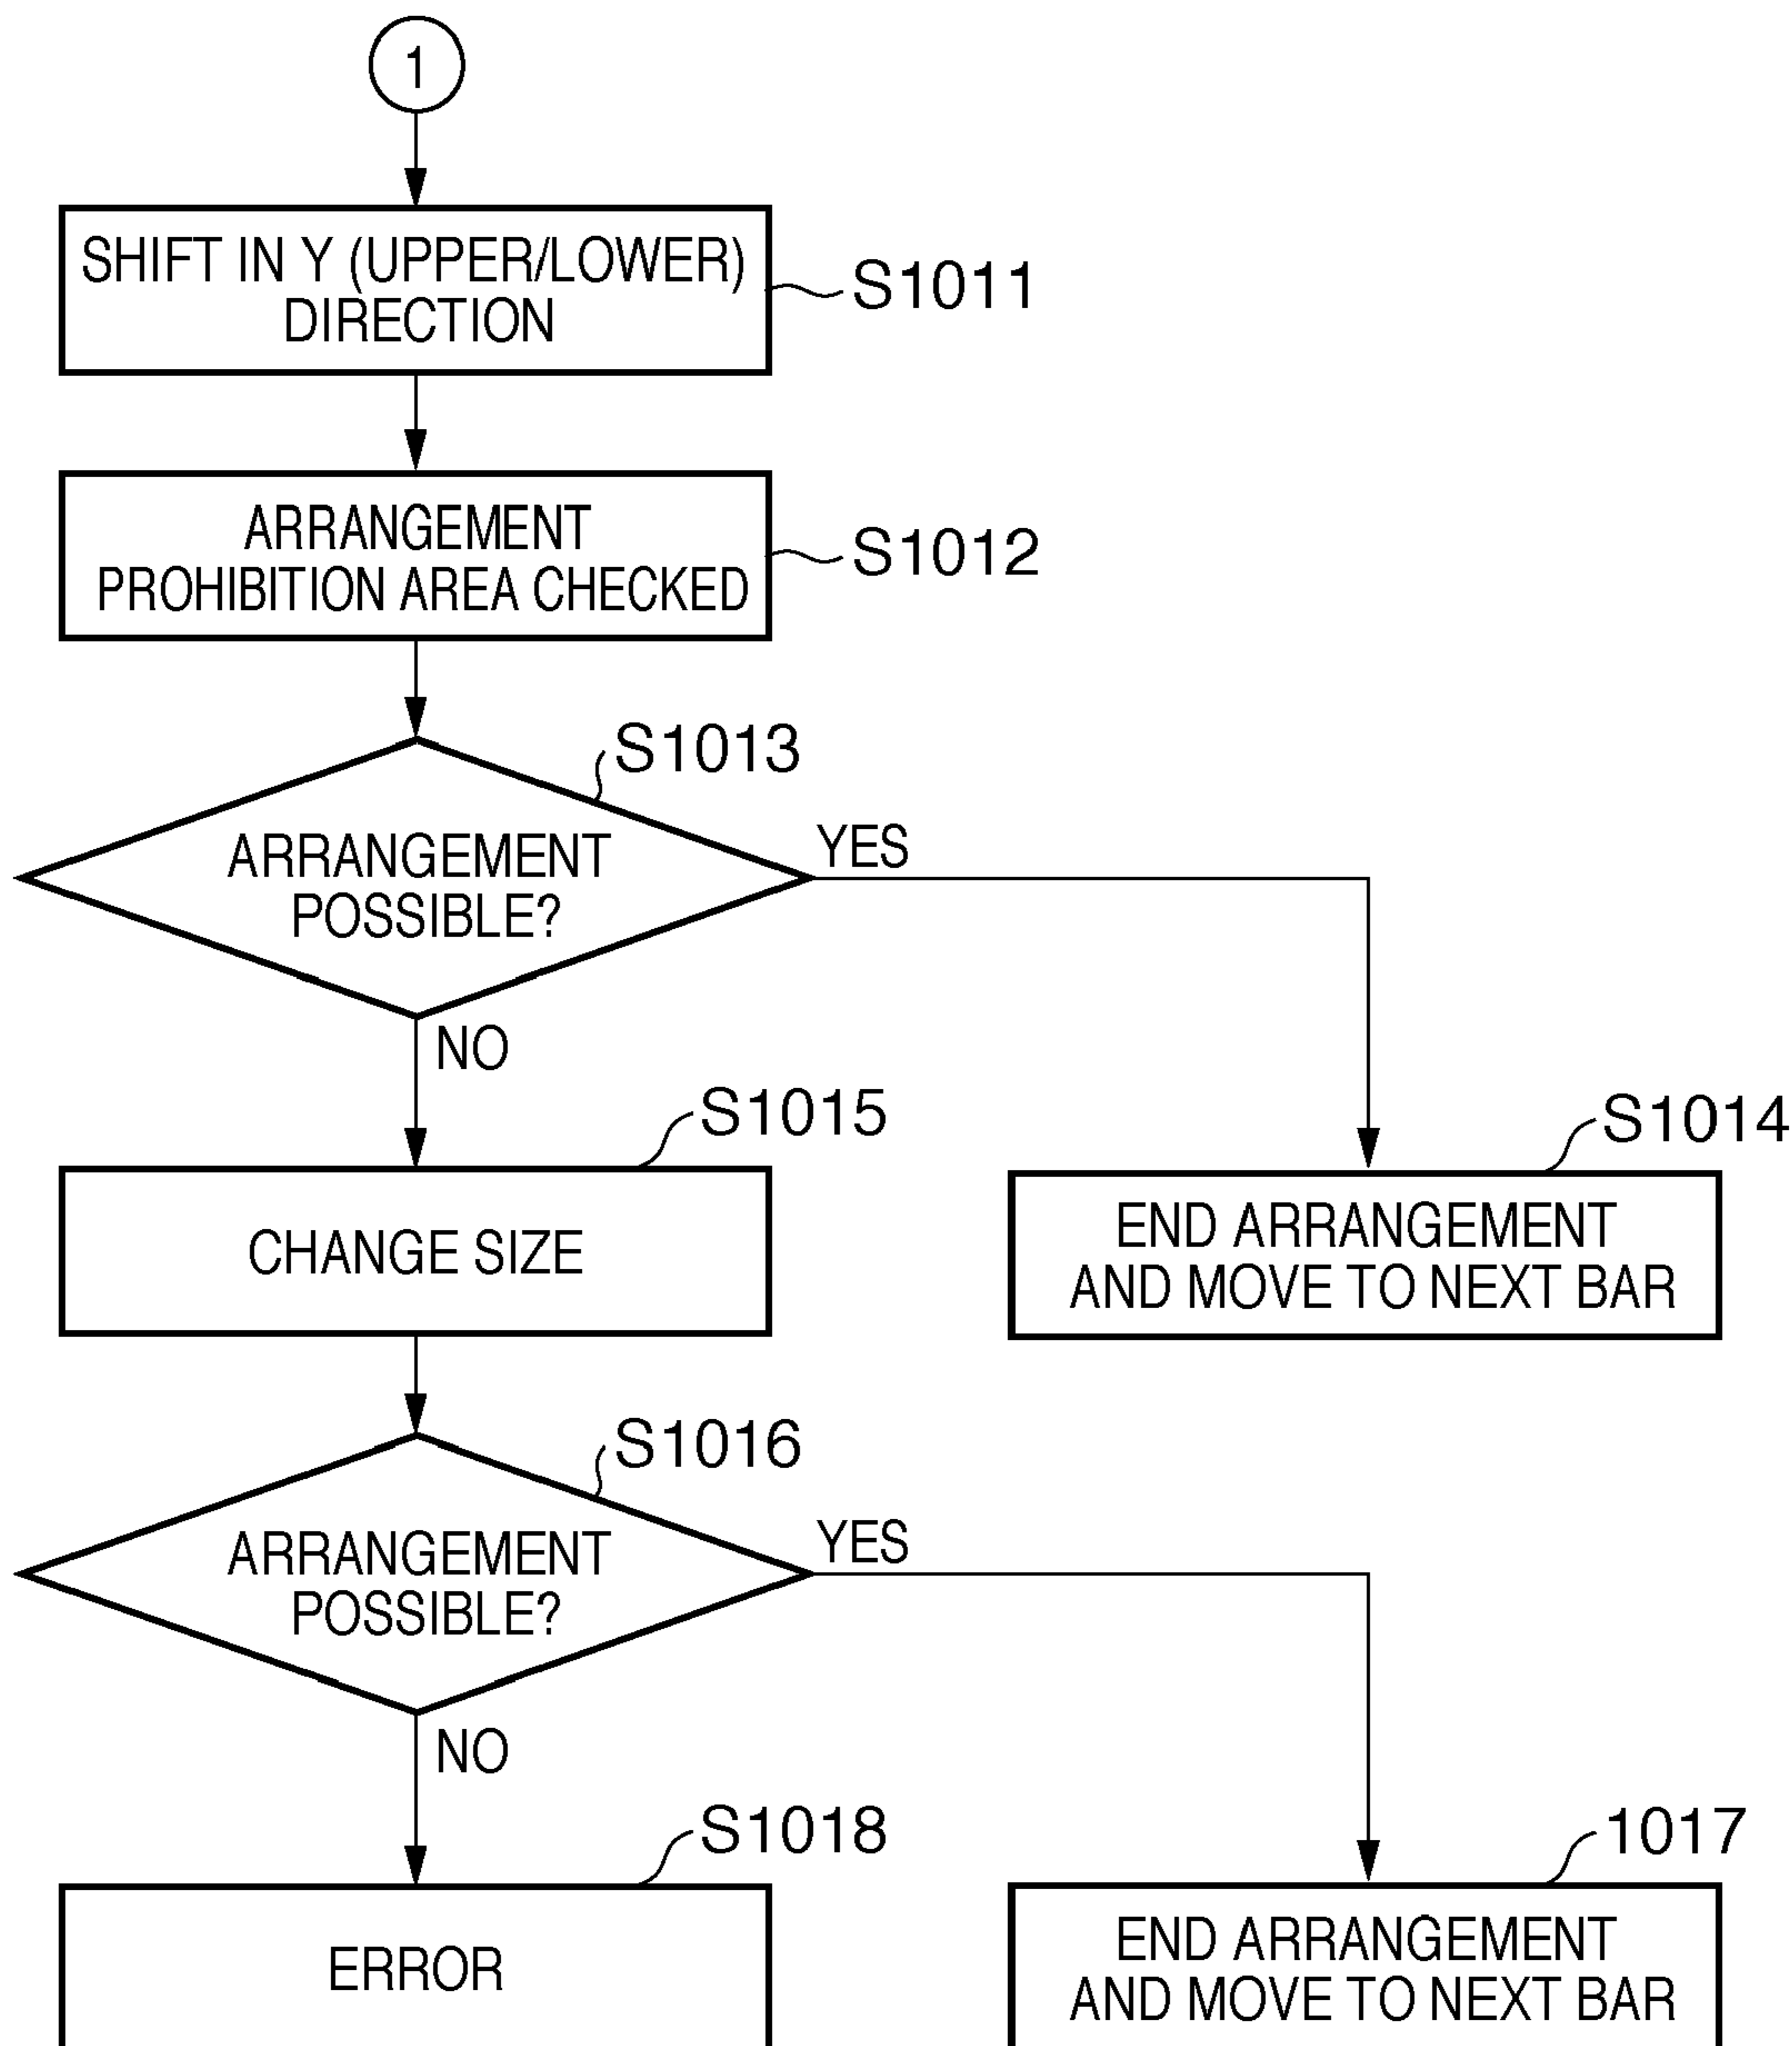 1
SHIFT IN Y (UPPER/LOWER)
DIRECTION
S1011
ARRANGEMENT
PROHIBITION AREA CHECKED
S1012
S1013
ARRANGEMENT
POSSIBLE?
YES
NO
S1015
CHANGE SIZE
S1014
END ARRANGEMENT
AND MOVE TO NEXT BAR
S1016
ARRANGEMENT
POSSIBLE?
YES
NO
S1018
ERROR
1017
END ARRANGEMENT
AND MOVE TO NEXT BAR